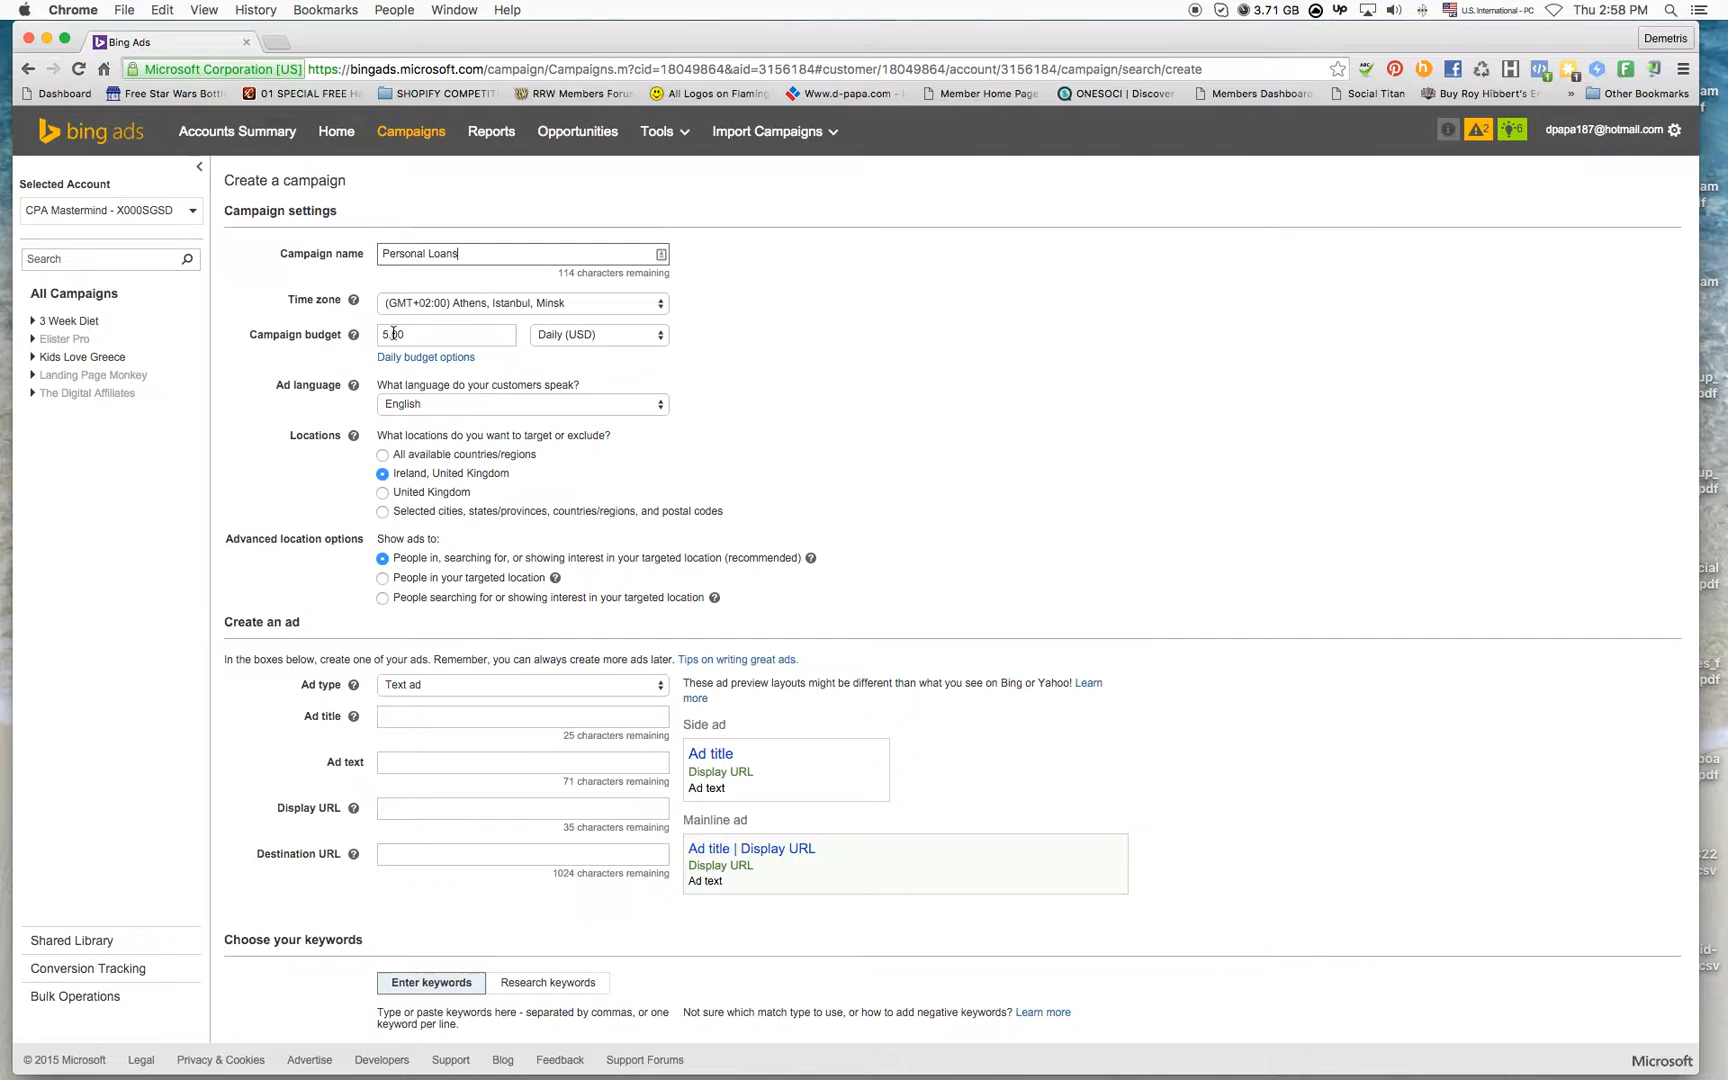 Chrome File Edit View History Bookmarks People Window Help
3.71 GB U.S. International - PC Thu 2:58 PM
Bing Ads
Demetris
Microsoft Corporation [US] https://bingads.microsoft.com/campaign/Campaigns.m?cid=18049864&aid=3156184#customer/18049864/account/3156184/campaign/search/create
Dashboard Free Star Wars Bottl 01 SPECIAL FREE Ha SHOPIFY COMPETIT RRW Members Forum All Logos on Flaming Www.d-papa.com - Member Home Page ONESOCI | Discover Members Dashboard Social Titan Buy Roy Hibbert's E » Other Bookmarks
bing ads Accounts Summary Home Campaigns Reports Opportunities Tools Import Campaigns 2 6 dpapa187@hotmail.com
Selected Account
CPA Mastermind - X000SGSD
Search
All Campaigns
3 Week Diet
Elister Pro
Kids Love Greece
Landing Page Monkey
The Digital Affiliates
Shared Library
Conversion Tracking
Bulk Operations
Create a campaign
Campaign settings
Campaign name Personal Loans
114 characters remaining
Time zone (GMT+02:00) Athens, Istanbul, Minsk
Campaign budget 5.00 Daily (USD)
Daily budget options
Ad language What language do your customers speak?
English
Locations What locations do you want to target or exclude?
All available countries/regions
Ireland, United Kingdom
United Kingdom
Selected cities, states/provinces, countries/regions, and postal codes
Advanced location options Show ads to:
People in, searching for, or showing interest in your targeted location (recommended)
People in your targeted location
People searching for or showing interest in your targeted location
Create an ad
In the boxes below, create one of your ads. Remember, you can always create more ads later. Tips on writing great ads.
Ad type Text ad
Ad title
25 characters remaining
Ad text
71 characters remaining
Display URL
35 characters remaining
Destination URL
1024 characters remaining
These ad preview layouts might be different than what you see on Bing or Yahoo! Learn
more
Side ad
Ad title
Display URL
Ad text
Mainline ad
Ad title | Display URL
Display URL
Ad text
Choose your keywords
Enter keywords Research keywords
Type or paste keywords here - separated by commas, or one
keyword per line.
Not sure which match type to use, or how to add negative keywords? Learn more
© 2015 Microsoft Legal Privacy & Cookies Advertise Developers Support Blog Feedback Support Forums Microsoft